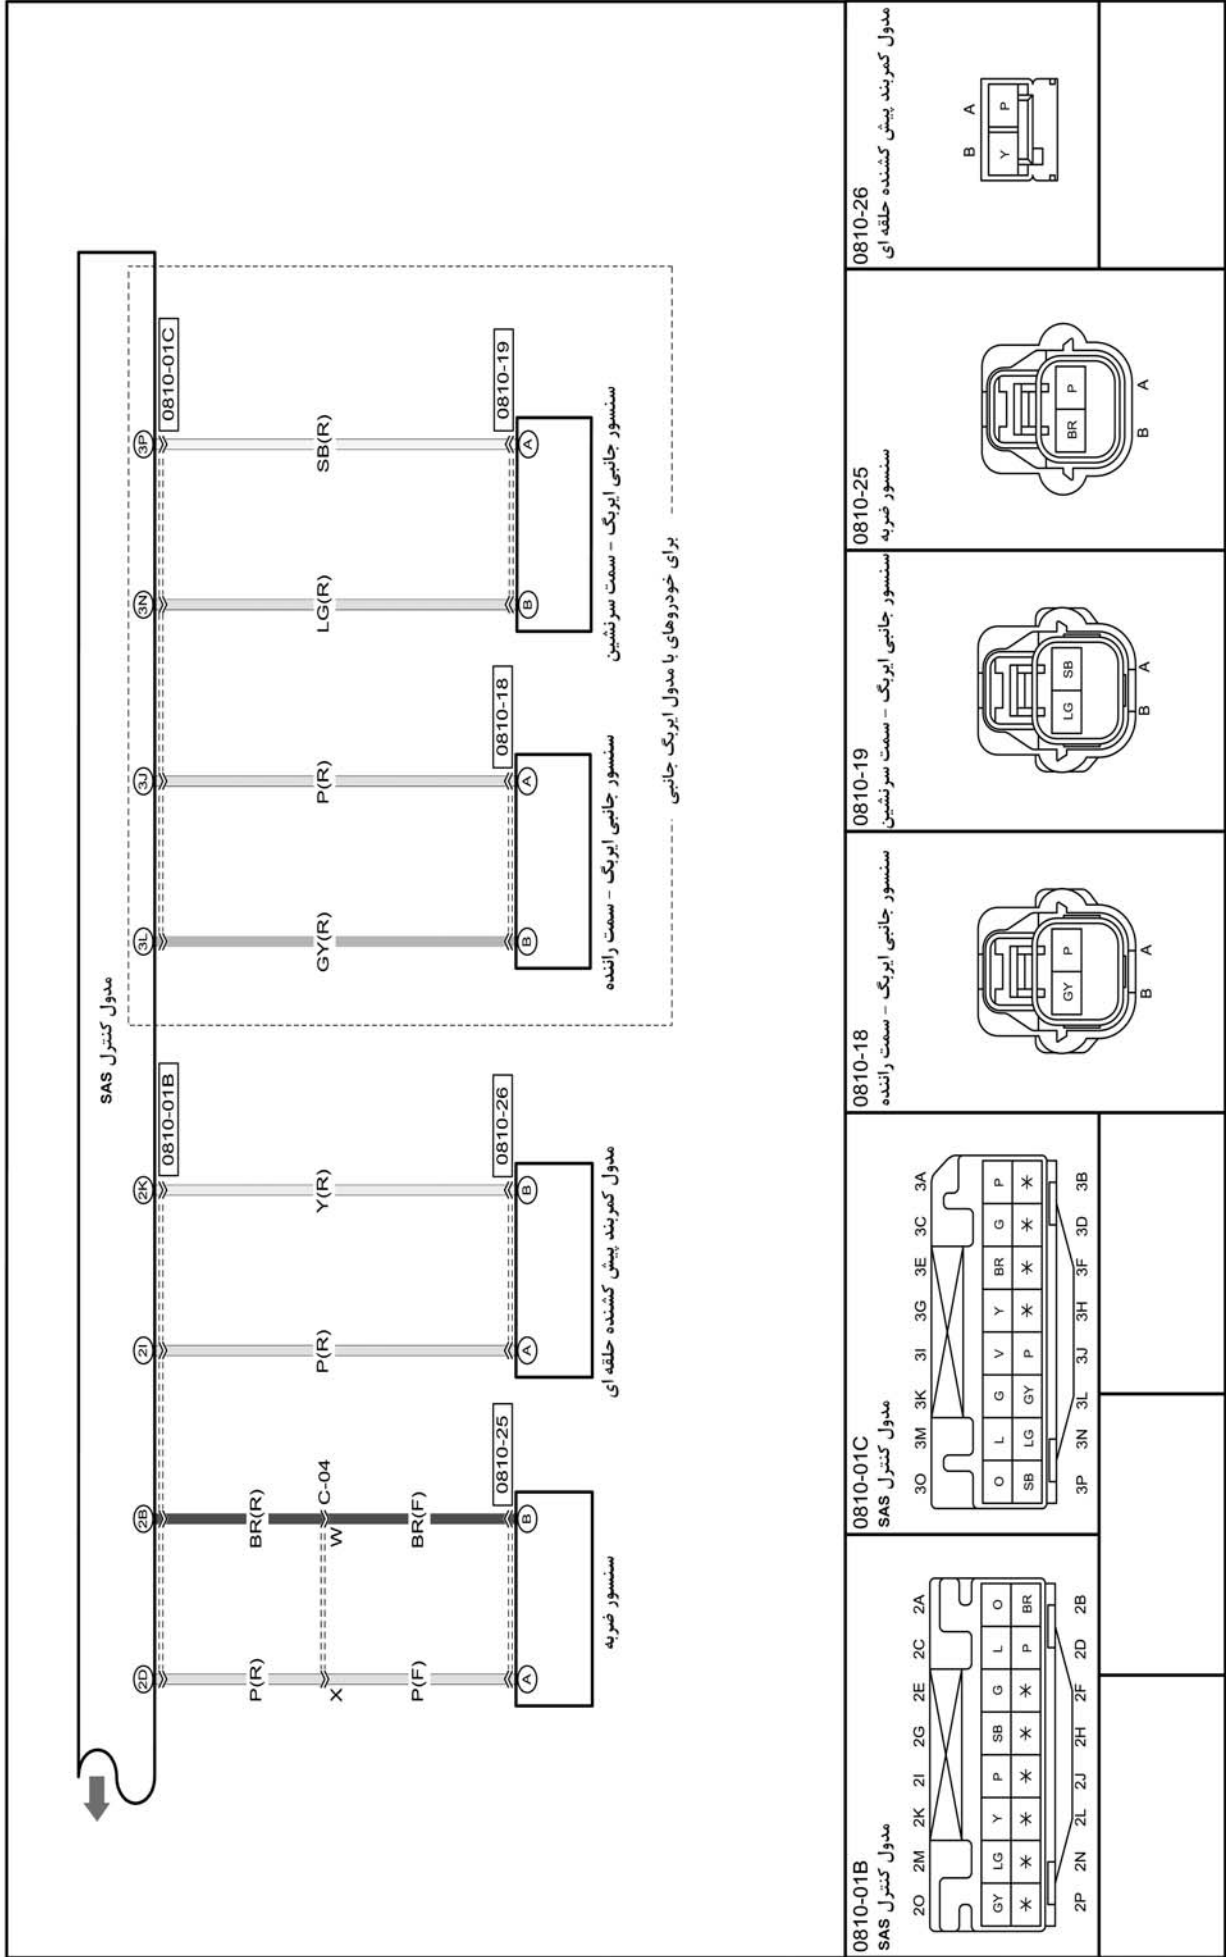 مدول کنترل SAS
2D
2B
2I
2K
3L
3J
3N
3P
0810-01B
0810-01C
P(R)
BR(R)
P(R)
Y(R)
GY(R)
P(R)
LG(R)
SB(R)
X
W
C-04
P(F)
BR(F)
0810-25
0810-26
0810-18
0810-19
A
B
A
B
B
A
B
A
سنسور ضربه
مدول کمربند پیش کشنده حلقه ای
سنسور جانبی ایربگ - سمت راننده
سنسور جانبی ایربگ - سمت سرنشین
برای خودروهای با مدول ایربگ جانبی
0810-01B
مدول کنترل SAS
2O 2M 2K 2I 2G 2E 2C 2A
GY LG Y P SB G L O
* * * * * * P BR
2P 2N 2L 2J 2H 2F 2D 2B
0810-01C
مدول کنترل SAS
3O 3M 3K 3I 3G 3E 3C 3A
O L G V Y BR G P
SB LG GY P * * * *
3P 3N 3L 3J 3H 3F 3D 3B
0810-18
سنسور جانبی ایربگ - سمت راننده
GY P
B A
0810-19
سنسور جانبی ایربگ - سمت سرنشین
LG SB
B A
0810-25
سنسور ضربه
BR P
B A
0810-26
مدول کمربند پیش کشنده حلقه ای
B A
Y P